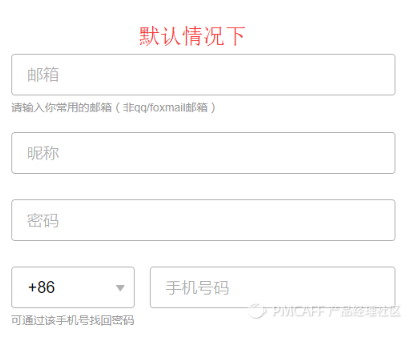 默认情况下
邮箱
请输入你常用的邮箱（非qq/foxmail邮箱）
昵称
密码
+86 手机号码
可通过该手机号找回密码
PMCAFF 产品经理社区